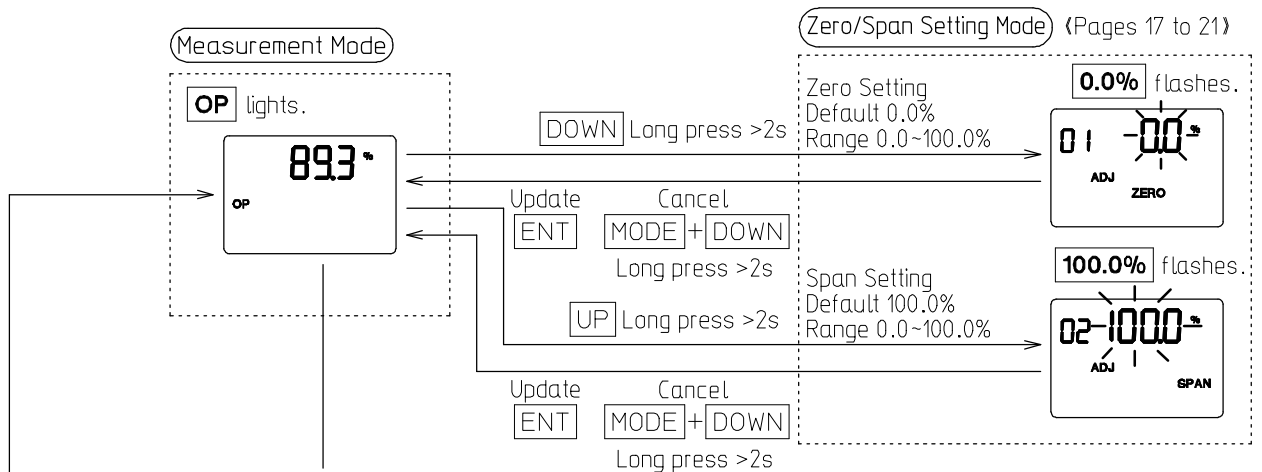 Zero/Span Setting Mode 《Pages 17 to 21》
Measurement Mode
OP lights.
89.3 %
OP
DOWN Long press >2s
Zero Setting
Default 0.0%
Range 0.0~100.0%
0.0% flashes.
01 0.0 %
ADJ
ZERO
Update Cancel
ENT MODE + DOWN
Long press >2s
UP Long press >2s
Span Setting
Default 100.0%
Range 0.0~100.0%
100.0% flashes.
02 100.0 %
ADJ
SPAN
Update Cancel
ENT MODE + DOWN
Long press >2s